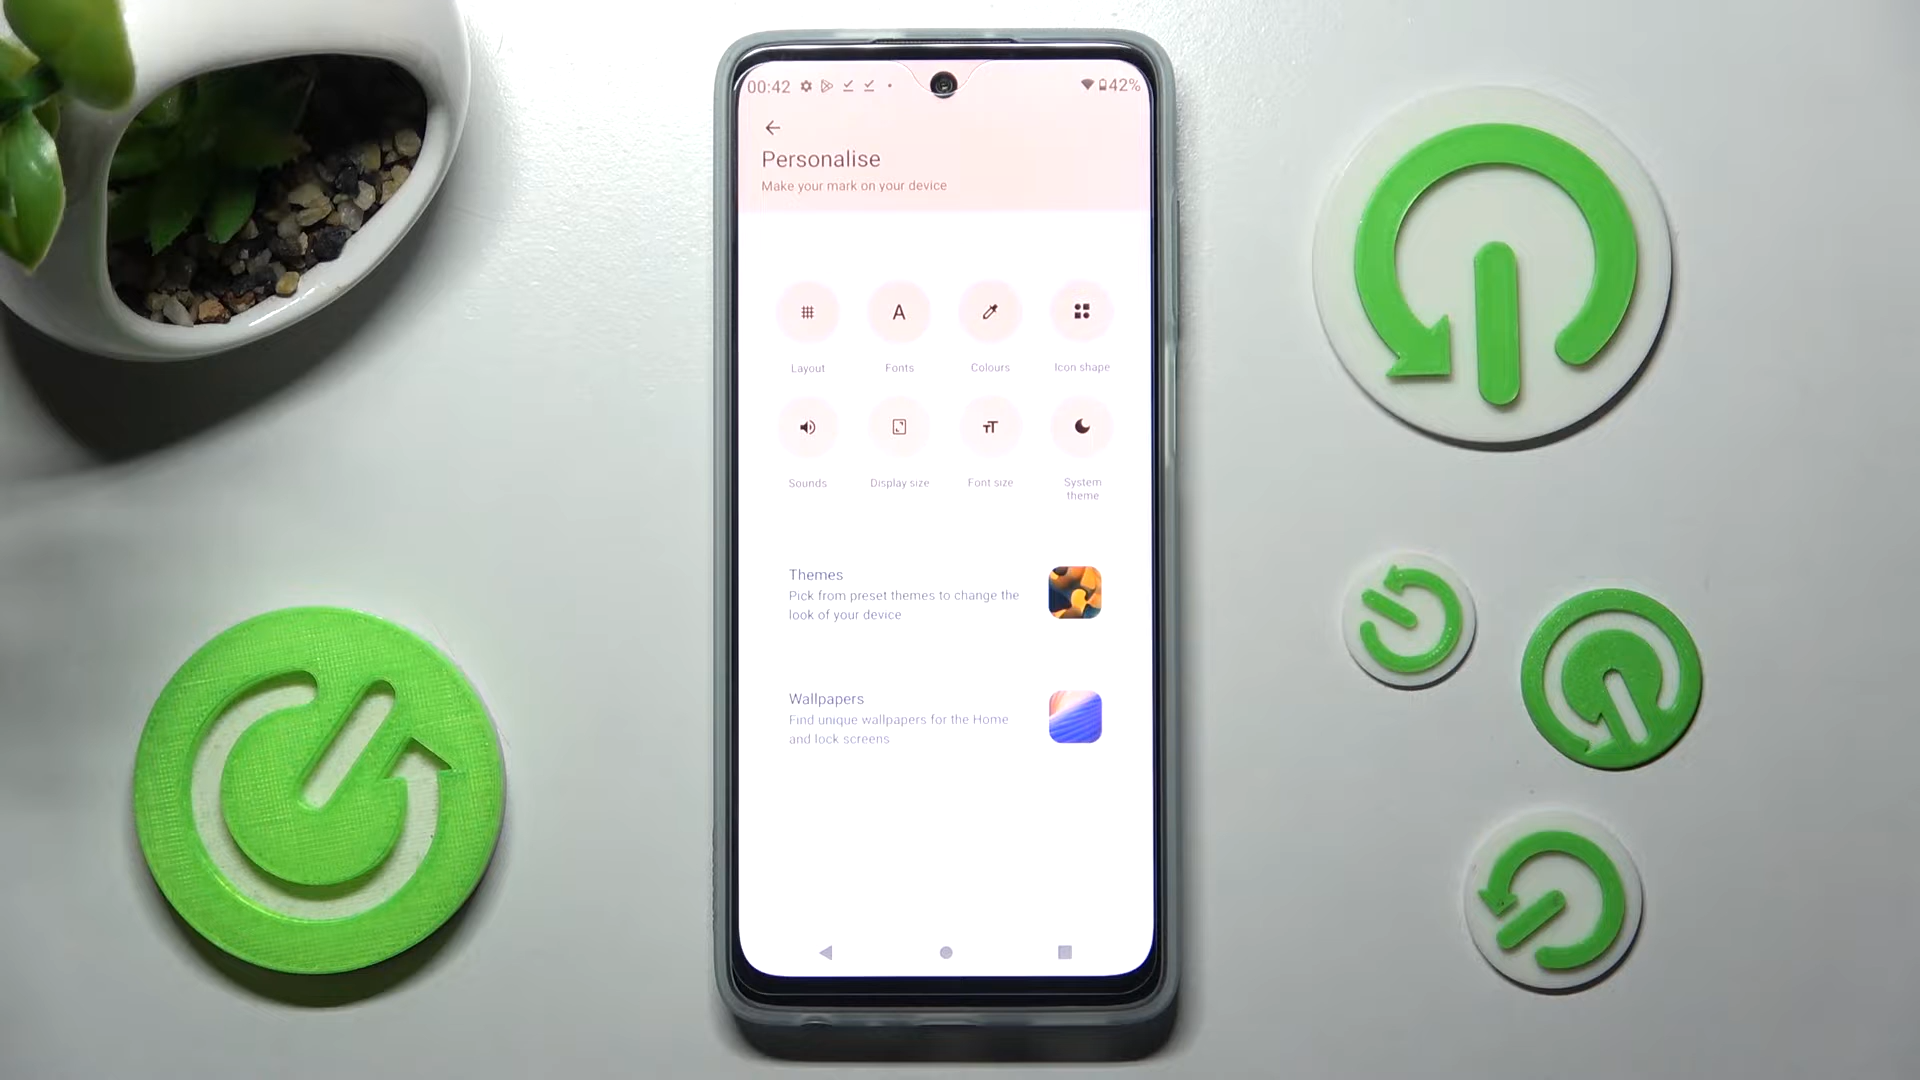 00:42
42%
Personalise
Make your mark on your device
Layout
Fonts
Colours
Icon shape
Sounds
Display size
Font size
System
theme
Themes
Pick from preset themes to change the
look of your device
Wallpapers
Find unique wallpapers for the Home
and lock screens